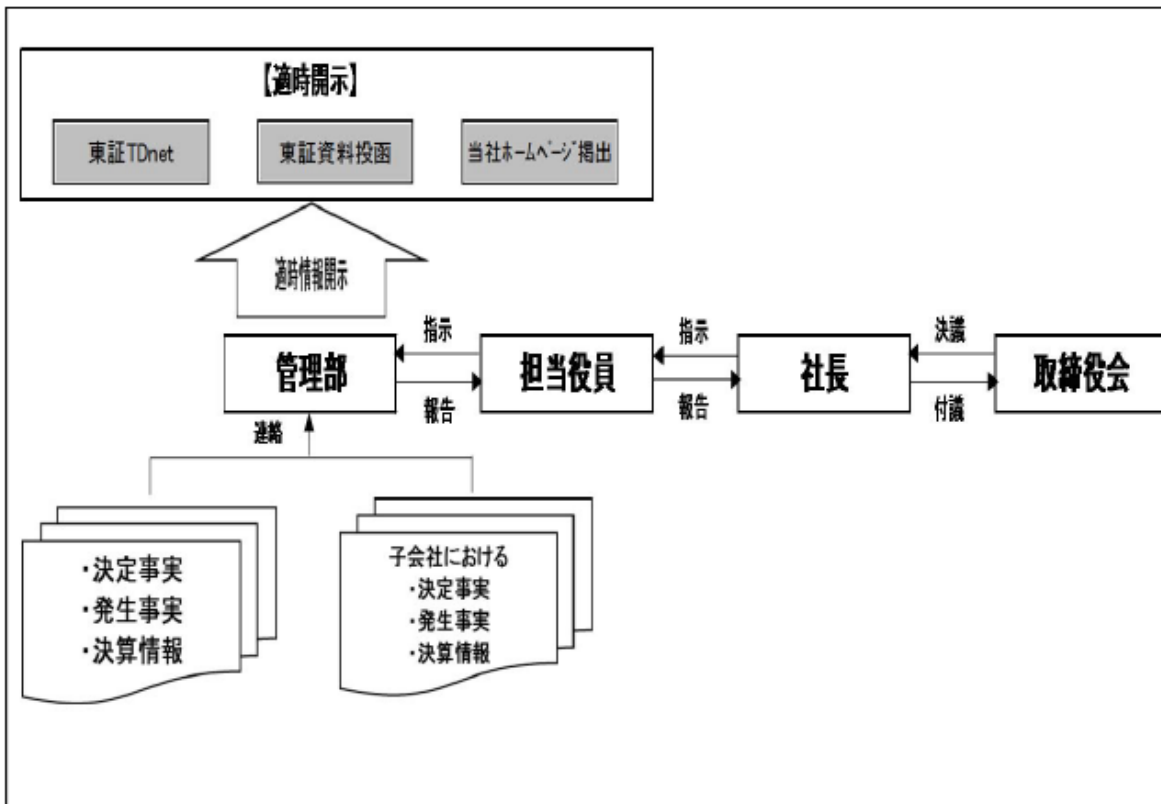 【適時開示】
東証TDnet
東証資料投函
当社ホームページ掲出
適時情報開示
指示
指示
決議
管理部
担当役員
社長
取締役会
報告
報告
付議
連絡
・決定事実
・発生事実
・決算情報
子会社における
・決定事実
・発生事実
・決算情報